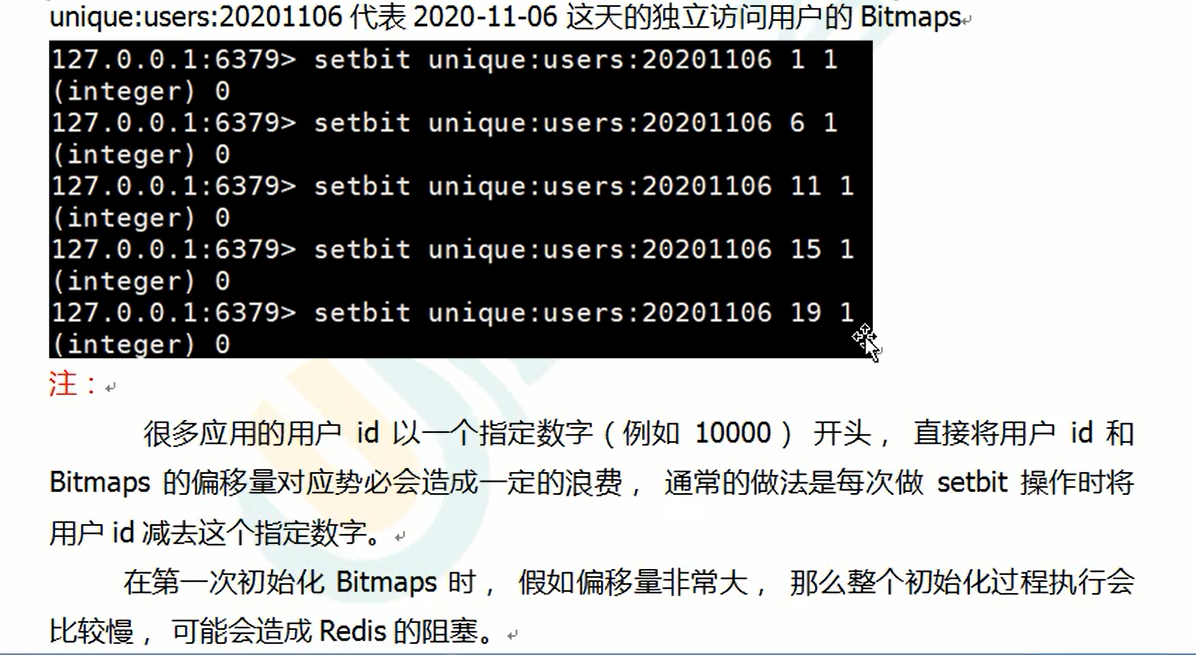 unique:users:20201106 代表 2020-11-06 这天的独立访问用户的 Bitmaps
127.0.0.1:6379> setbit unique:users:20201106 1 1
(integer) 0
127.0.0.1:6379> setbit unique:users:20201106 6 1
(integer) 0
127.0.0.1:6379> setbit unique:users:20201106 11 1
(integer) 0
127.0.0.1:6379> setbit unique:users:20201106 15 1
(integer) 0
127.0.0.1:6379> setbit unique:users:20201106 19 1
(integer) 0
注：
很多应用的用户 id 以一个指定数字（例如 10000） 开头， 直接将用户 id 和
Bitmaps 的偏移量对应势必会造成一定的浪费， 通常的做法是每次做 setbit 操作时将
用户 id 减去这个指定数字。
在第一次初始化 Bitmaps 时， 假如偏移量非常大， 那么整个初始化过程执行会
比较慢， 可能会造成 Redis 的阻塞。